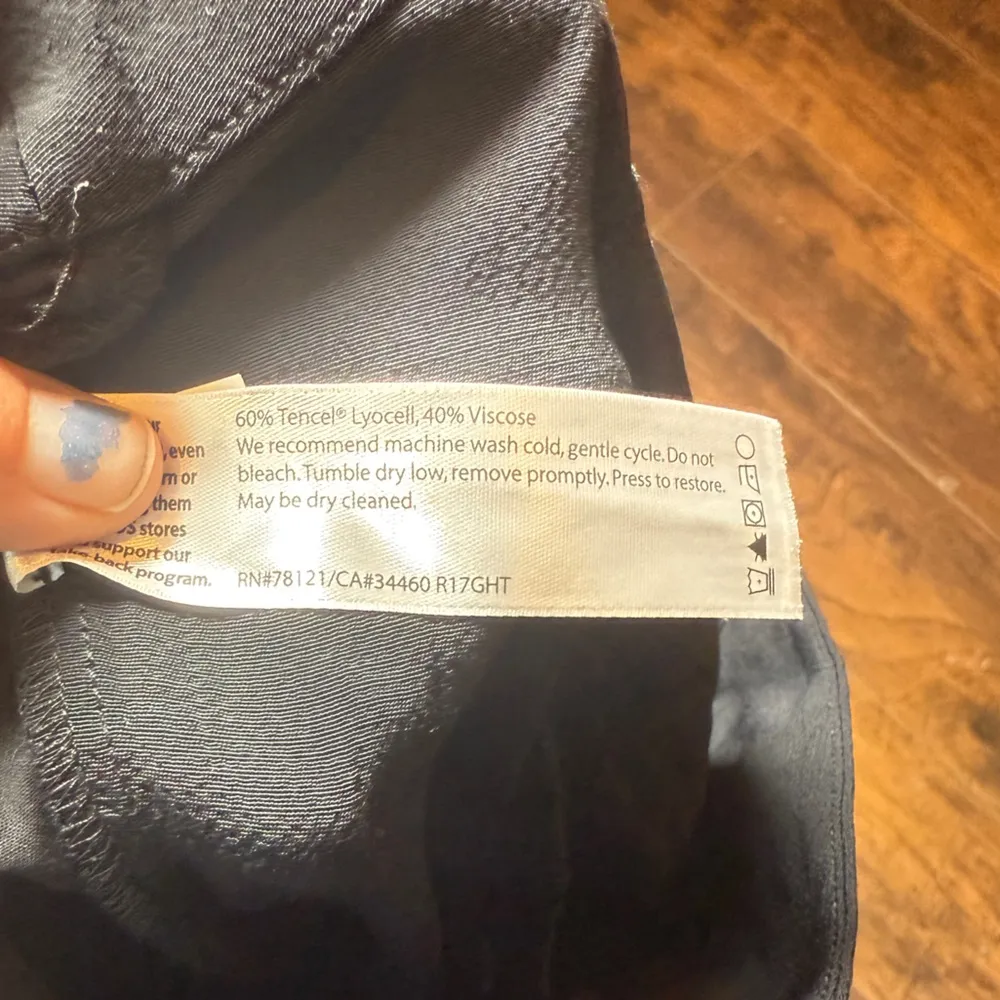 60% Tencel® Lyocell, 40% Viscose
We recommend machine wash cold, gentle cycle. Do not
bleach. Tumble dry low, remove promptly. Press to restore.
May be dry cleaned.
RN#78121/CA#34460 R17GHT
, even
or
them
stores
support our
take-back program.